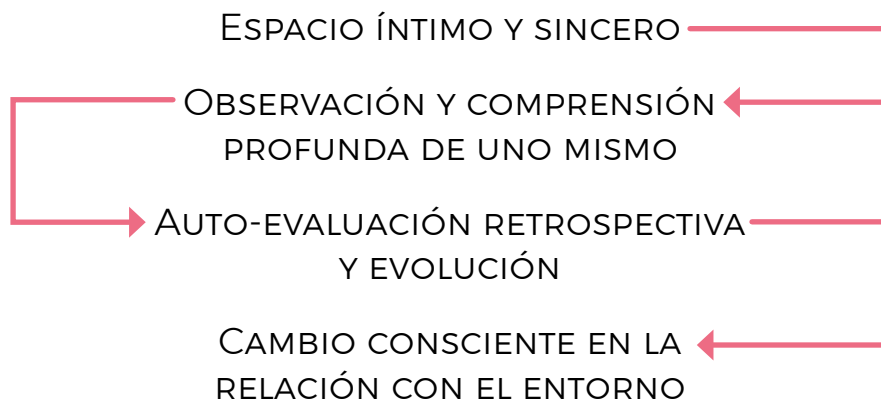 Espacio íntimo y sincero
Observación y comprensión
profunda de uno mismo
Auto-evaluación retrospectiva
y evolución
Cambio consciente en la
relación con el entorno